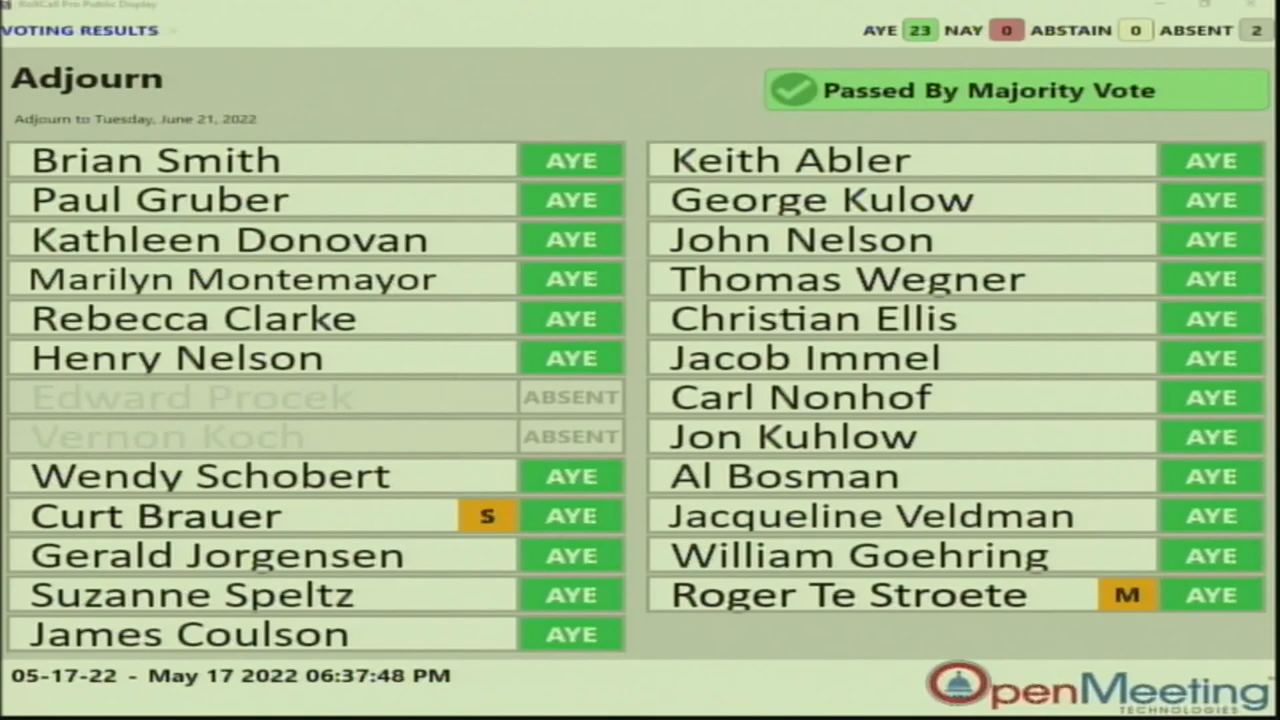 RollCall Pro Public Display
VOTING RESULTS
AYE 23 NAY 0 ABSTAIN 0 ABSENT 2
Adjourn
Passed By Majority Vote
Adjourn to Tuesday, June 21, 2022
Brian Smith AYE
Paul Gruber AYE
Kathleen Donovan AYE
Marilyn Montemayor AYE
Rebecca Clarke AYE
Henry Nelson AYE
Edward Procek ABSENT
Vernon Koch ABSENT
Wendy Schobert AYE
Curt Brauer S AYE
Gerald Jorgensen AYE
Suzanne Speltz AYE
James Coulson AYE
Keith Abler AYE
George Kulow AYE
John Nelson AYE
Thomas Wegner AYE
Christian Ellis AYE
Jacob Immel AYE
Carl Nonhof AYE
Jon Kuhlow AYE
Al Bosman AYE
Jacqueline Veldman AYE
William Goehring AYE
Roger Te Stroete M AYE
05-17-22 - May 17 2022 06:37:48 PM
OpenMeeting
TECHNOLOGIES